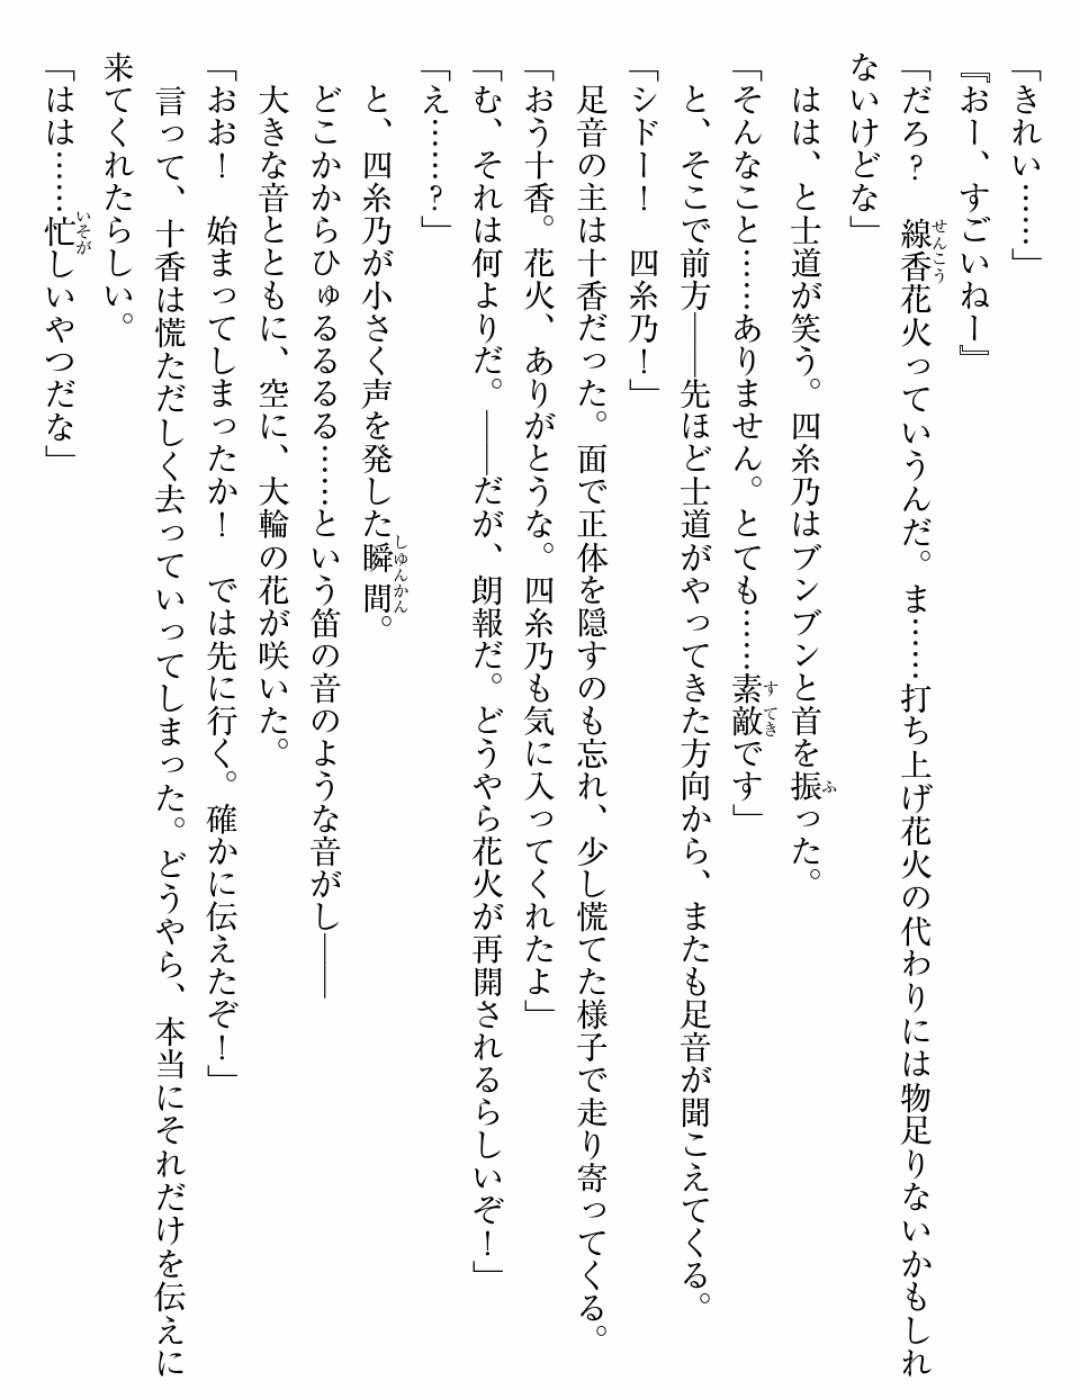 「きれい……」
『おー、すごいねー』
「だろ？　線香花火っていうんだ。ま……打ち上げ花火の代わりには物足りないかもしれ
ないけどな」
　はは、と士道が笑う。四糸乃はブンブンと首を振った。
「そんなこと……ありません。とても……素敵です」
　と、そこで前方――先ほど士道がやってきた方向から、またも足音が聞こえてくる。
「シドー！　四糸乃！」
　足音の主は十香だった。面で正体を隠すのも忘れ、少し慌てた様子で走り寄ってくる。
「おう十香。花火、ありがとうな。四糸乃も気に入ってくれたよ」
「む、それは何よりだ。――だが、朗報だ。どうやら花火が再開されるらしいぞ！」
「え……？」
　と、四糸乃が小さく声を発した瞬間。
　どこかからひゅるるるる……という笛の音のような音がし――
　大きな音とともに、空に、大輪の花が咲いた。
「おお！　始まってしまったか！　では先に行く。確かに伝えたぞ！」
　言って、十香は慌ただしく去っていってしまった。どうやら、本当にそれだけを伝えに
来てくれたらしい。
「はは……忙しいやつだな」